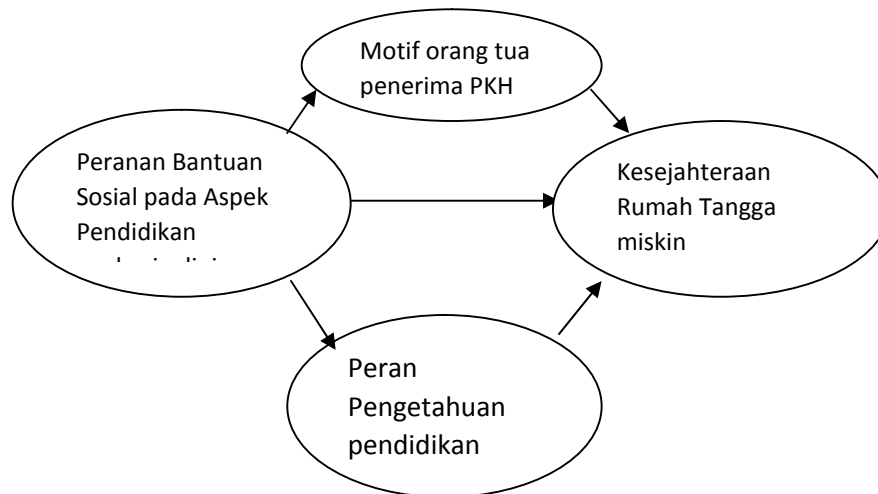 Motif orang tua
penerima PKH
Peranan Bantuan
Sosial pada Aspek
Pendidikan
Kesejahteraan
Rumah Tangga
miskin
Peran
Pengetahuan
pendidikan